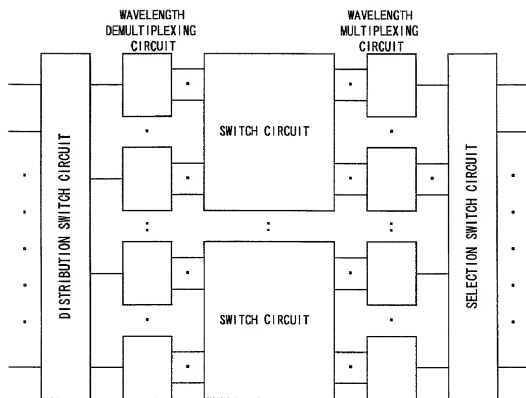 WAVELENGTH
DEMULTIPLEXING
CIRCUIT
WAVELENGTH
MULTIPLEXING
CIRCUIT
DISTRIBUTION SWITCH CIRCUIT
SWITCH CIRCUIT
SWITCH CIRCUIT
SELECTION SWITCH CIRCUIT